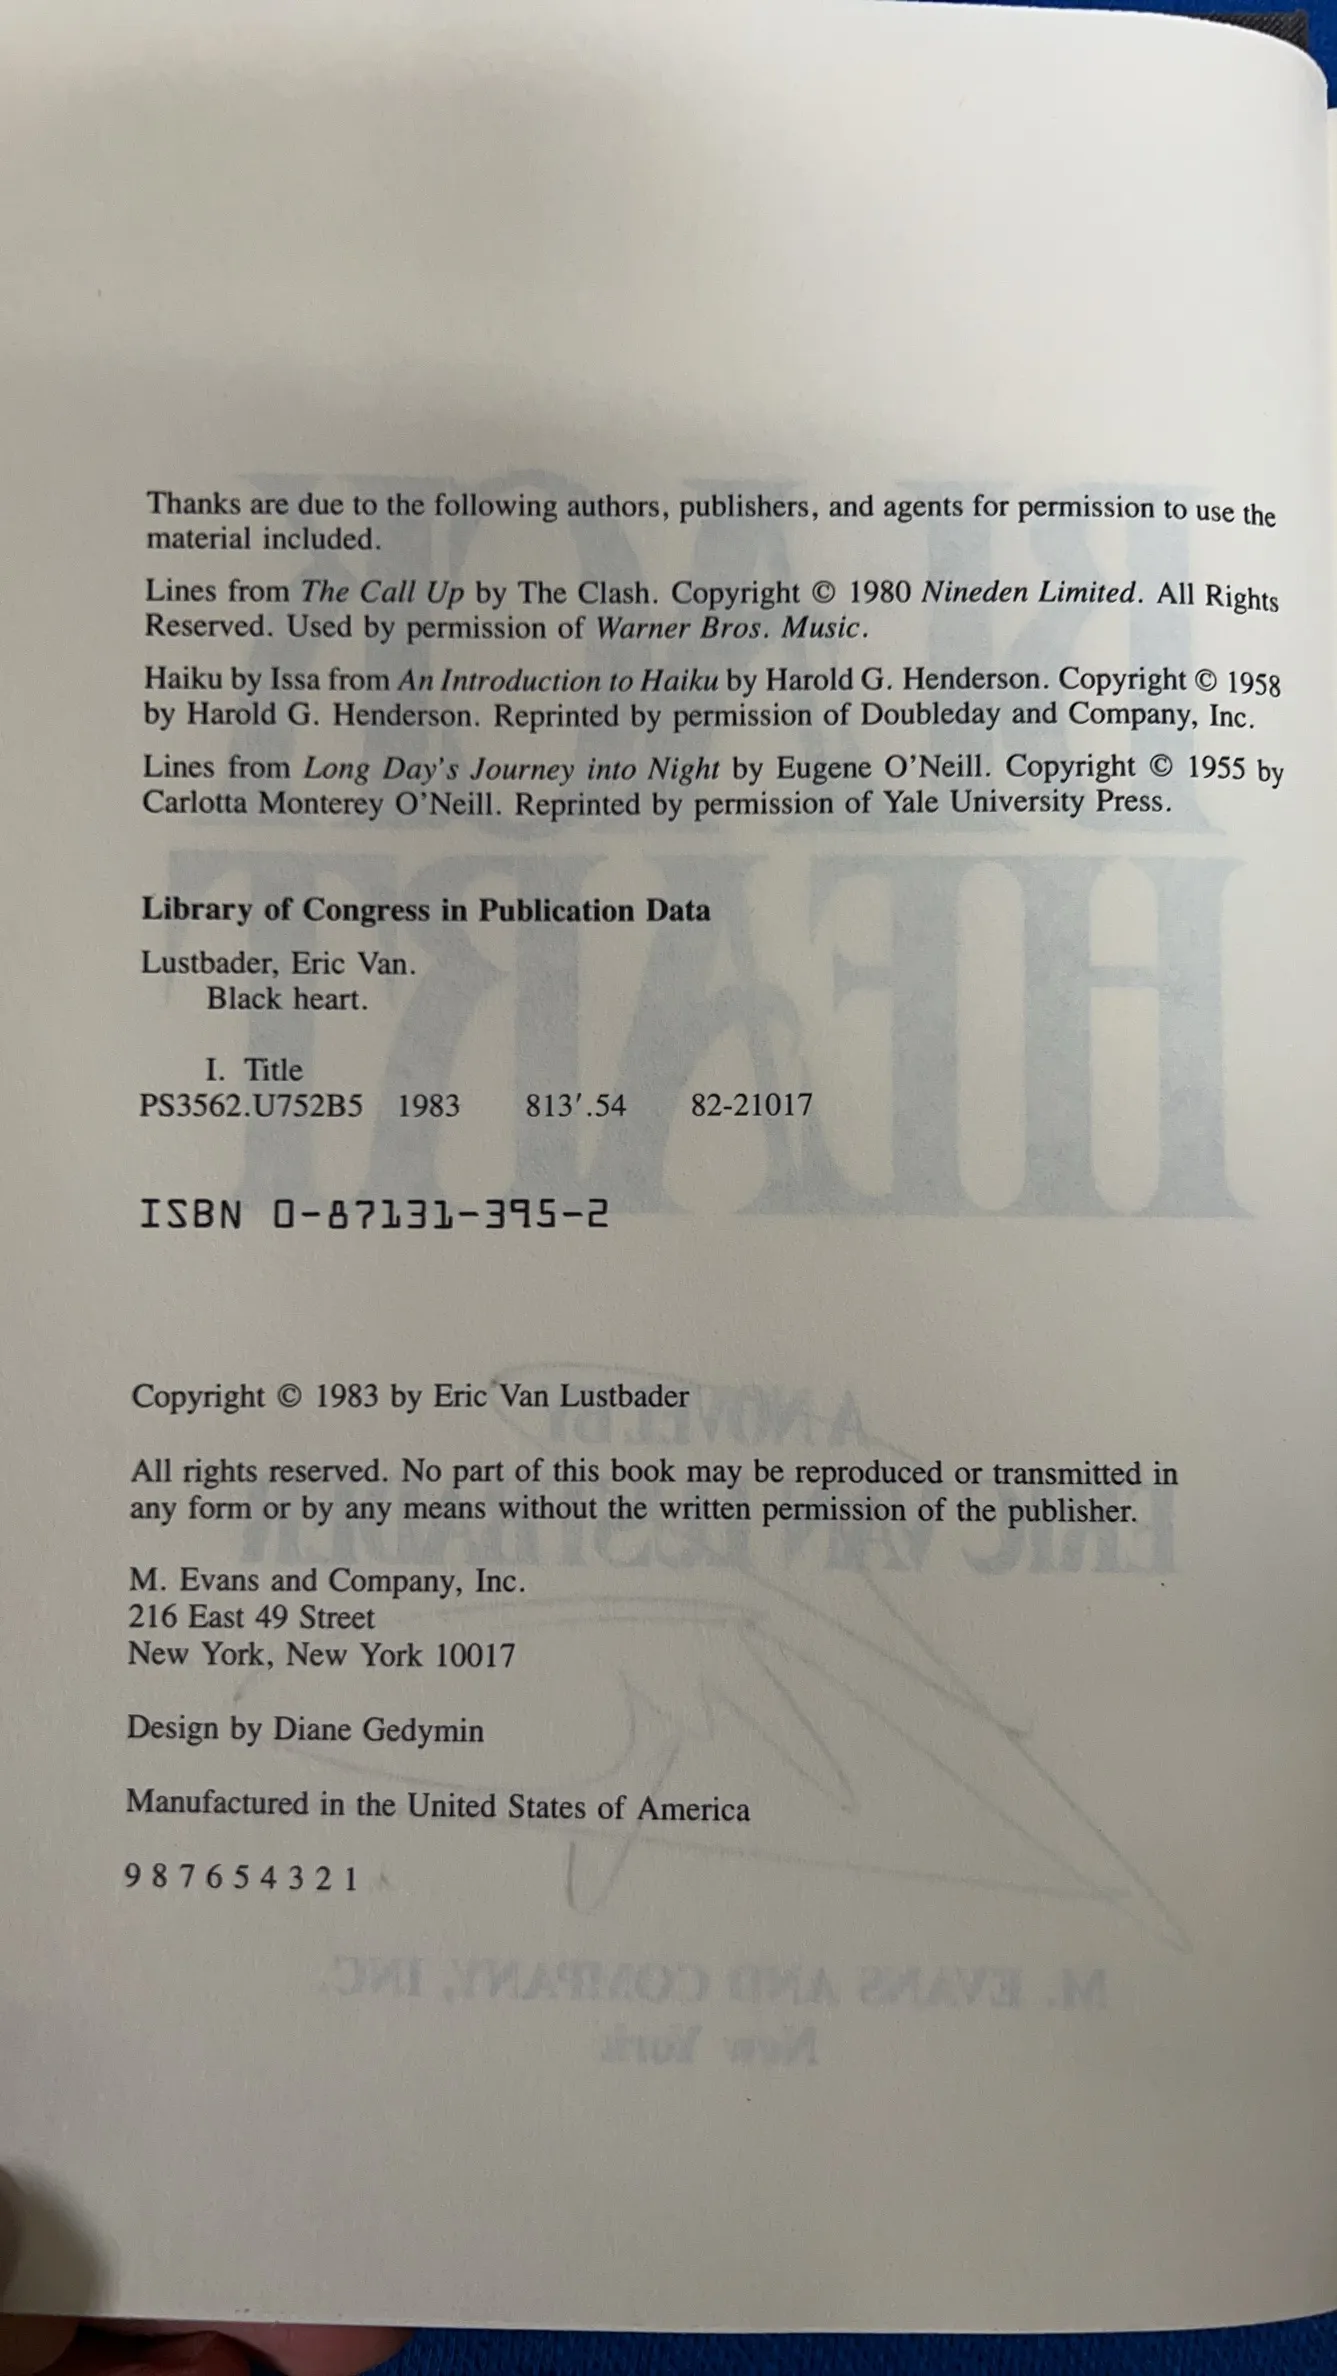 Thanks are due to the following authors, publishers, and agents for permission to use the
material included.
Lines from The Call Up by The Clash. Copyright © 1980 Nineden Limited. All Rights
Reserved. Used by permission of Warner Bros. Music.
Haiku by Issa from An Introduction to Haiku by Harold G. Henderson. Copyright © 1958
by Harold G. Henderson. Reprinted by permission of Doubleday and Company, Inc.
Lines from Long Day's Journey into Night by Eugene O'Neill. Copyright © 1955 by
Carlotta Monterey O'Neill. Reprinted by permission of Yale University Press.
Library of Congress in Publication Data
Lustbader, Eric Van.
Black heart.
I. Title
PS3562.U752B5 1983 813′.54 82-21017
ISBN 0-87131-395-2
Copyright © 1983 by Eric Van Lustbader
All rights reserved. No part of this book may be reproduced or transmitted in
any form or by any means without the written permission of the publisher.
M. Evans and Company, Inc.
216 East 49 Street
New York, New York 10017
Design by Diane Gedymin
Manufactured in the United States of America
9 8 7 6 5 4 3 2 1